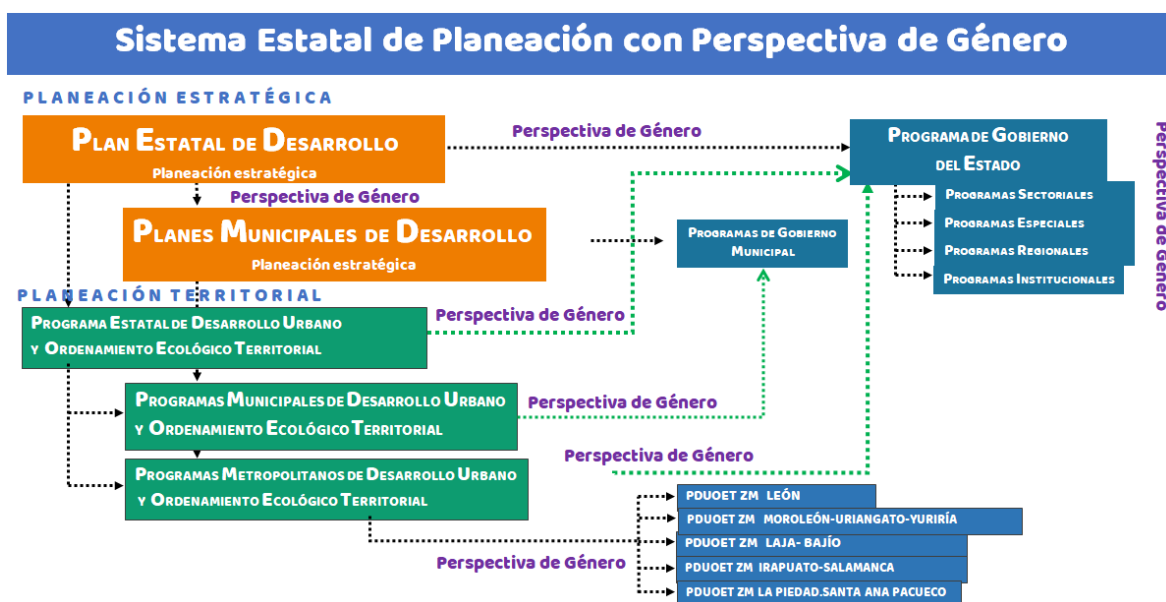 Sistema Estatal de Planeación con Perspectiva de Género
PLANEACIÓN ESTRATÉGICA
PLAN ESTATAL DE DESARROLLO
Planeación estratégica
Perspectiva de Género
PROGRAMA DE GOBIERNO
DEL ESTADO
PROGRAMAS SECTORIALES
PROGRAMAS ESPECIALES
PROGRAMAS REGIONALES
PROGRAMAS INSTITUCIONALES
Perspectiva de Género
Perspectiva de Género
PLANES MUNICIPALES DE DESARROLLO
Planeación estratégica
PROGRAMAS DE GOBIERNO
MUNICIPAL
PLANEACIÓN TERRITORIAL
PROGRAMA ESTATAL DE DESARROLLO URBANO
Y ORDENAMIENTO ECOLÓGICO TERRITORIAL
Perspectiva de Género
PROGRAMAS MUNICIPALES DE DESARROLLO URBANO
Y ORDENAMIENTO ECOLÓGICO TERRITORIAL
Perspectiva de Género
PROGRAMAS METROPOLITANOS DE DESARROLLO URBANO
Y ORDENAMIENTO ECOLÓGICO TERRITORIAL
Perspectiva de Género
Perspectiva de Género
PDUOET ZM LEÓN
PDUOET ZM MOROLEÓN-URIANGATO-YURIRÍA
PDUOET ZM LAJA- BAJÍO
PDUOET ZM IRAPUATO-SALAMANCA
PDUOET ZM LA PIEDAD.SANTA ANA PACUECO